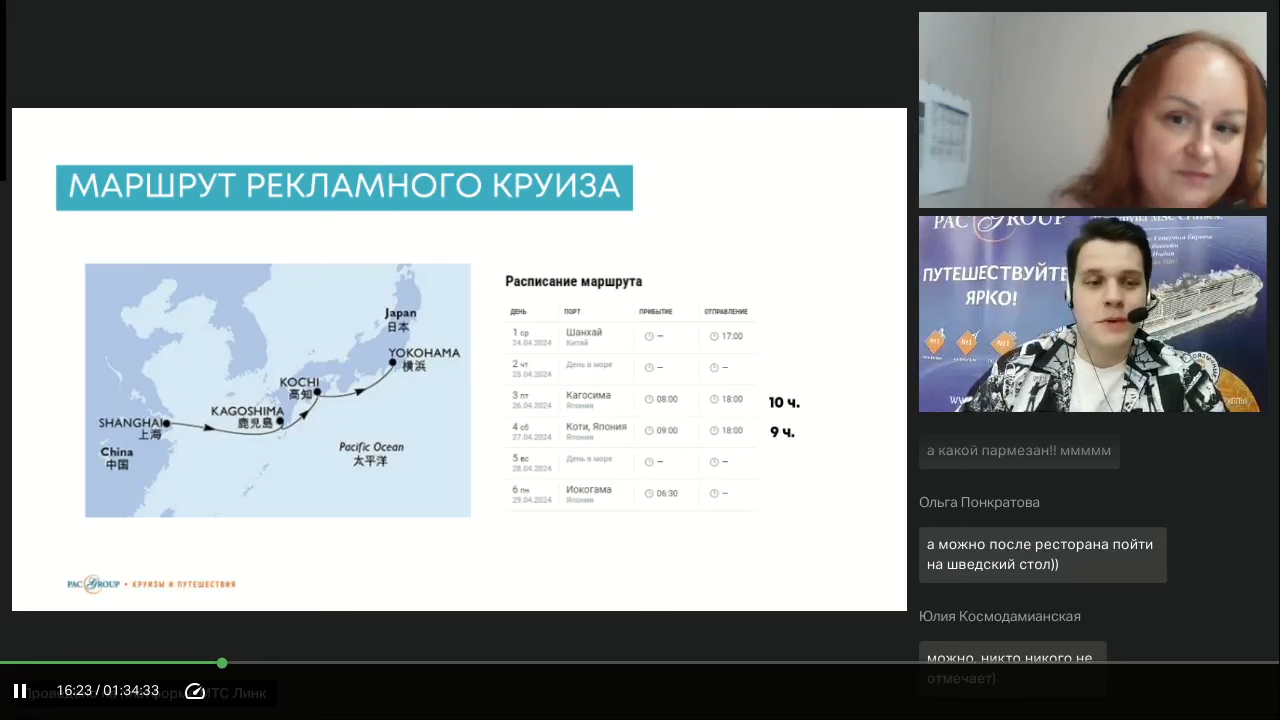 МАРШРУТ РЕКЛАМНОГО КРУИЗА
Japan
日本
YOKOHAMA
横浜
KOCHI
高知
KAGOSHIMA
鹿児島
SHANGHAI
上海
China
中国
Pacific Ocean
太平洋
Расписание маршрута
ДЕНЬ ПОРТ ПРИБЫТИЕ ОТПРАВЛЕНИЕ
1 ср Шанхай – 17:00
24.04.2024 Китай
2 чт День в море – –
25.04.2024
3 пт Кагосима 08:00 18:00
26.04.2024 Япония
10 ч.
4 сб Коти, Япония 09:00 18:00
27.04.2024 Япония
9 ч.
5 вс День в море – –
28.04.2024
6 пн Йокогама 06:30 –
29.04.2024 Япония
PAC GROUP • КРУИЗЫ И ПУТЕШЕСТВИЯ
PAC GROUP
MSC Cruises.
ПУТЕШЕСТВУЙТЕ
ЯРКО!
а какой пармезан!! ммммм
Ольга Понкратова
а можно после ресторана пойти
на шведский стол))
Юлия Космодамианская
можно, никто никого не
отмечает)
16:23 / 01:34:33
МТС Линк